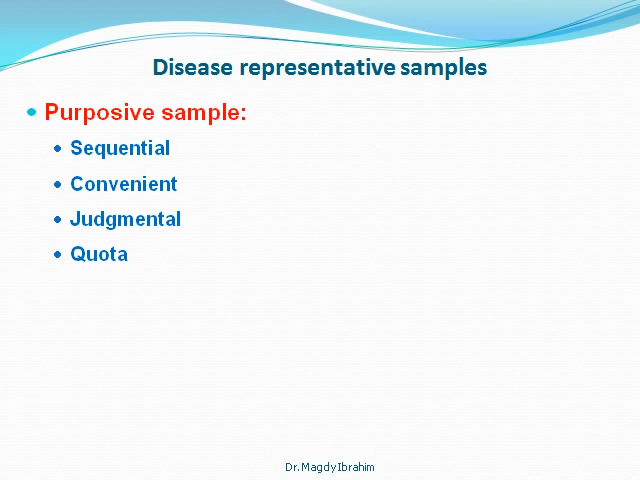 Disease representative samples
• Purposive sample:
• Sequential
• Convenient
• Judgmental
• Quota
Dr. Magdy Ibrahim